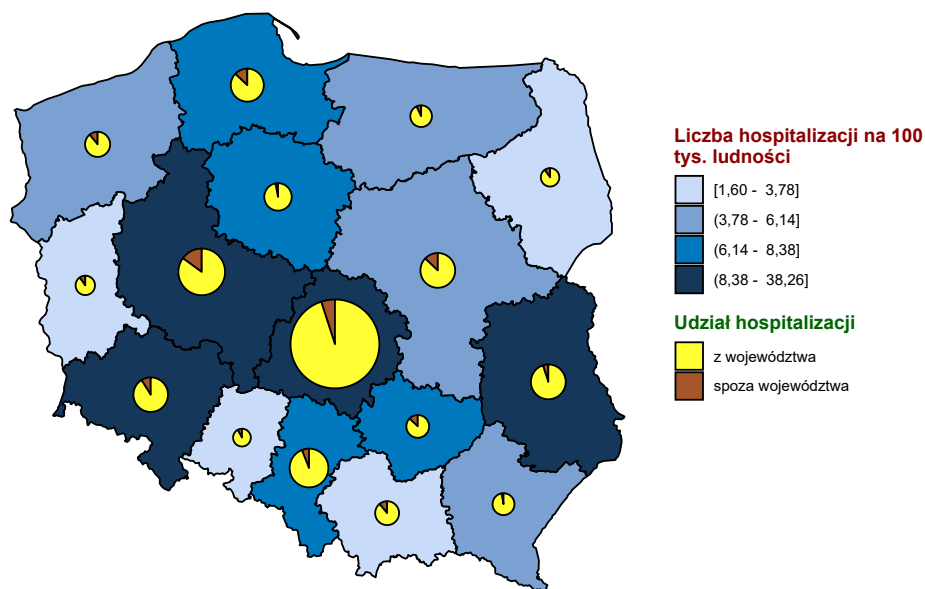 Liczba hospitalizacji na 100
tys. ludności
[1,60 - 3,78]
(3,78 - 6,14]
(6,14 - 8,38]
(8,38 - 38,26]
Udział hospitalizacji
z województwa
spoza województwa